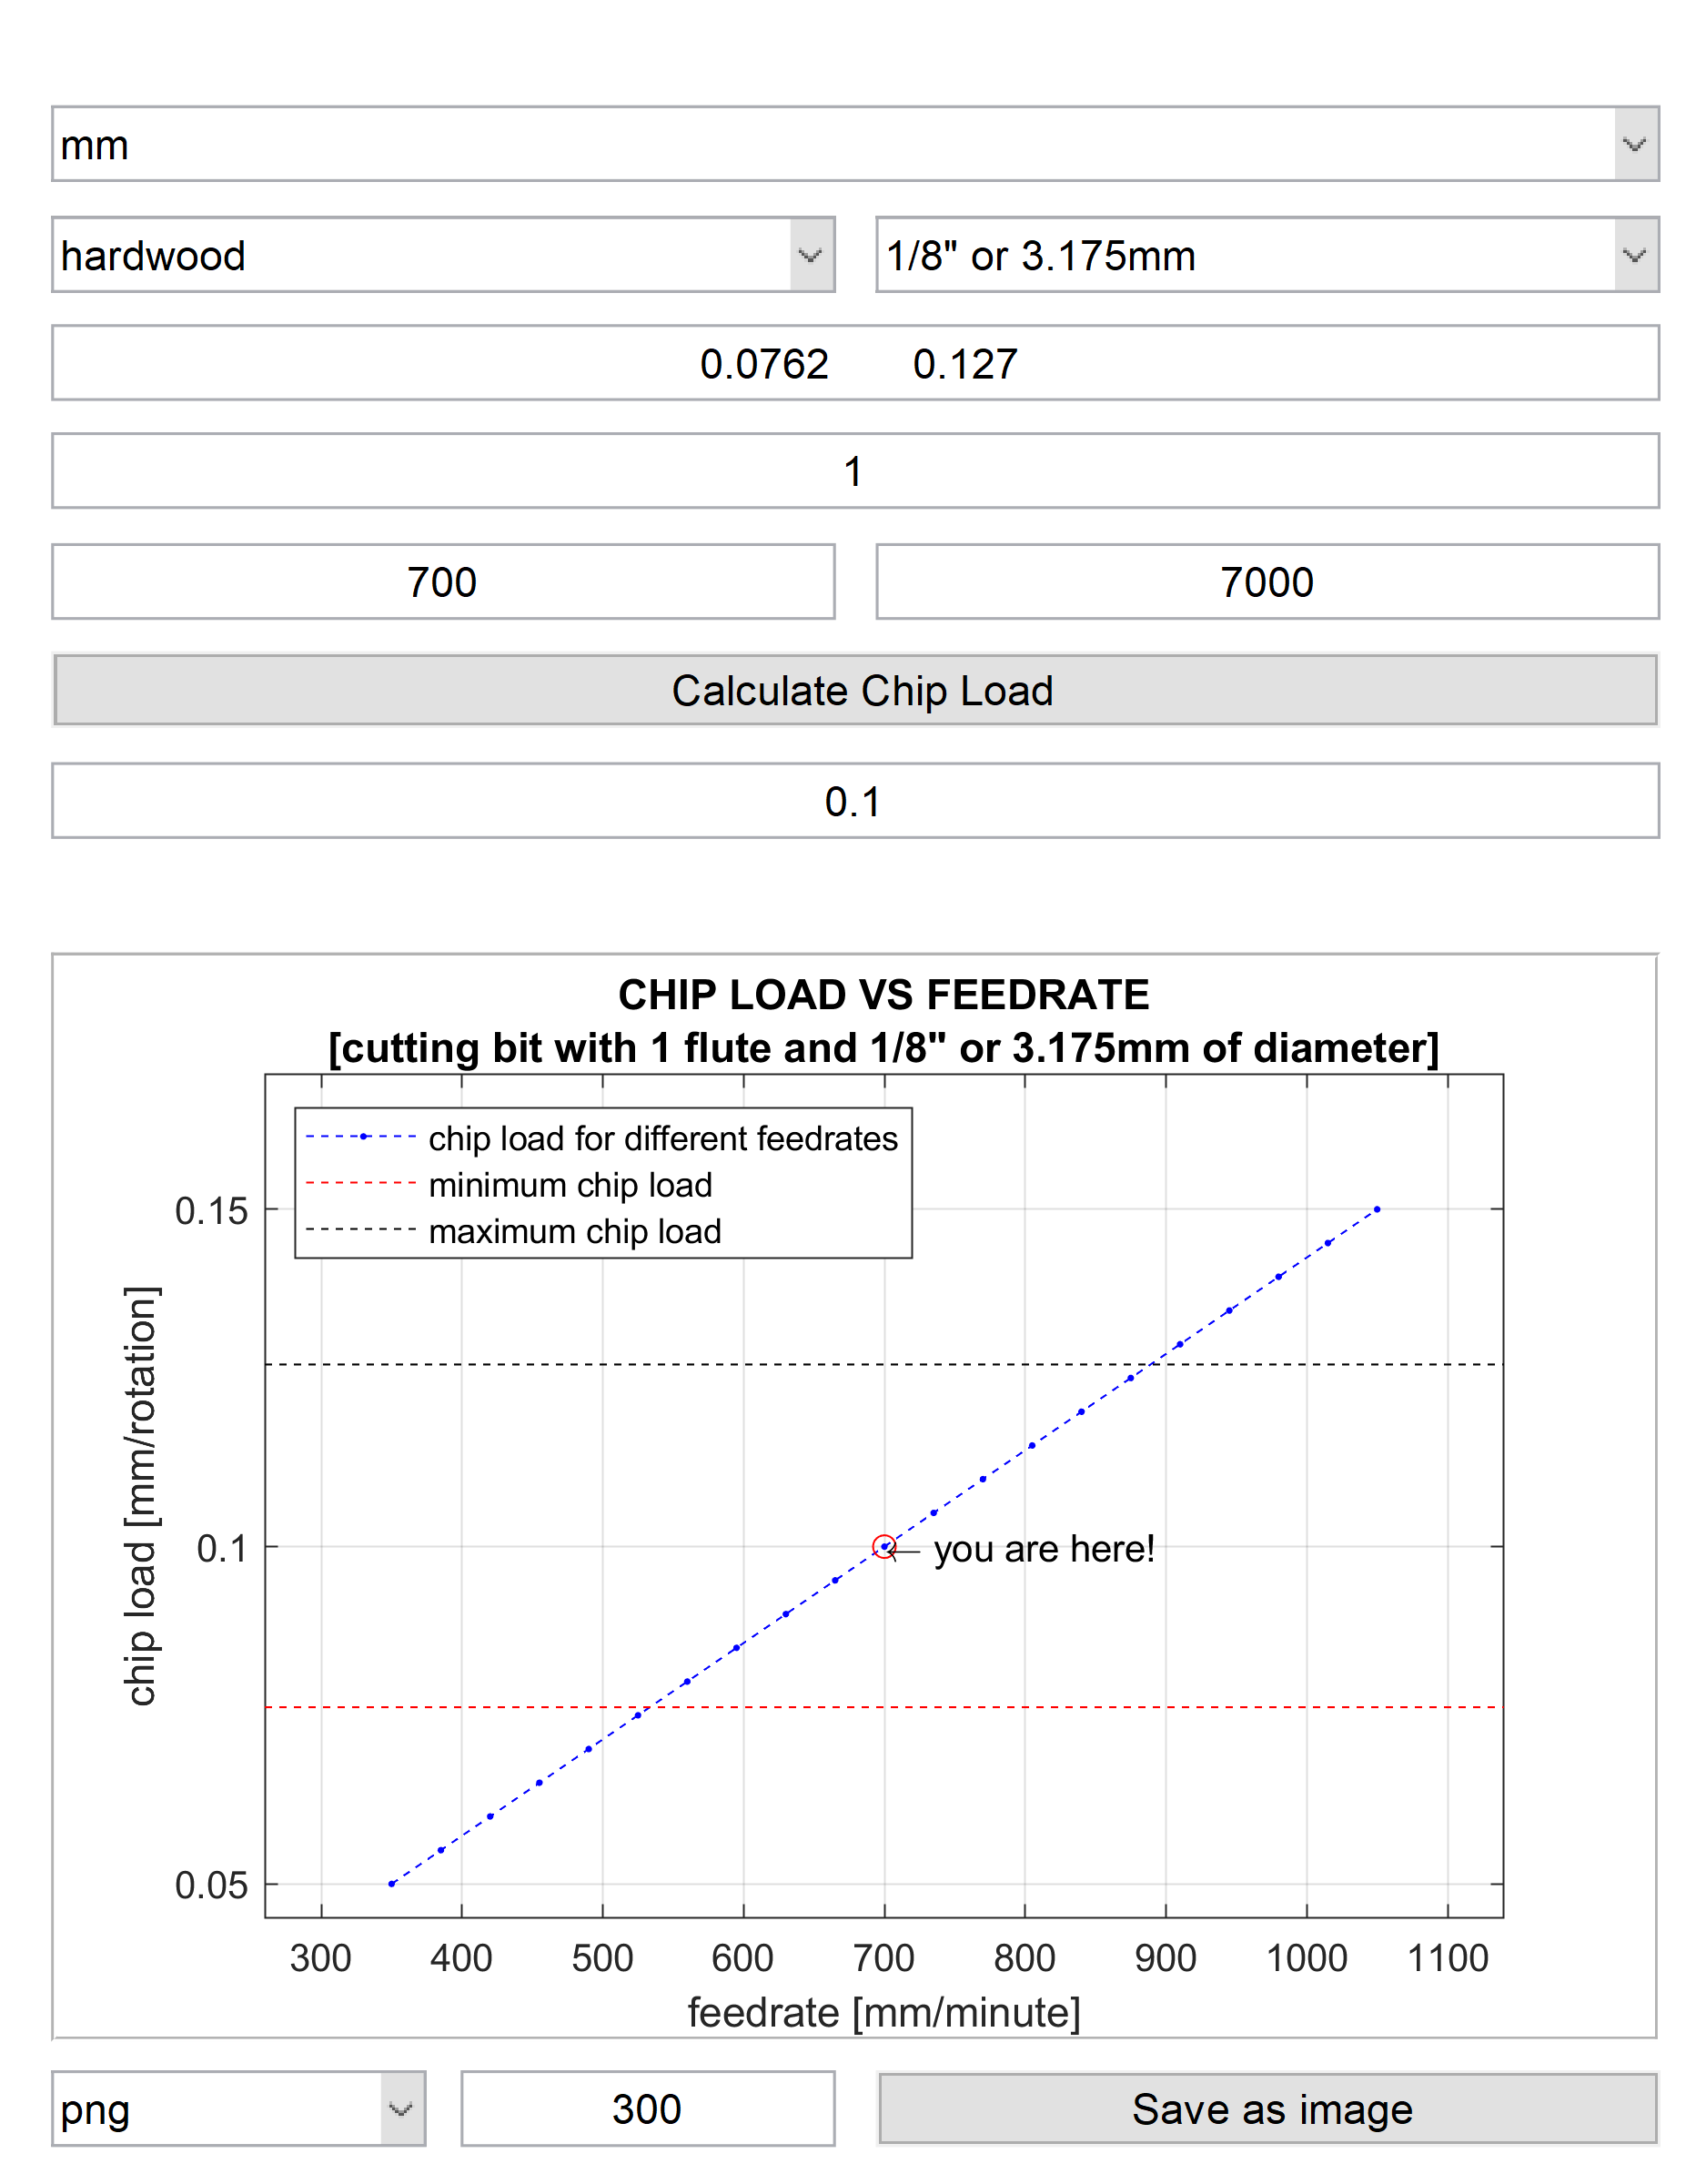 mm
hardwood
1/8" or 3.175mm
0.0762 0.127
1
700
7000
Calculate Chip Load
0.1
CHIP LOAD VS FEEDRATE
[cutting bit with 1 flute and 1/8" or 3.175mm of diameter]
chip load for different feedrates
minimum chip load
maximum chip load
chip load [mm/rotation]
0.15
0.1
0.05
you are here!
300 400 500 600 700 800 900 1000 1100
feedrate [mm/minute]
png
300
Save as image